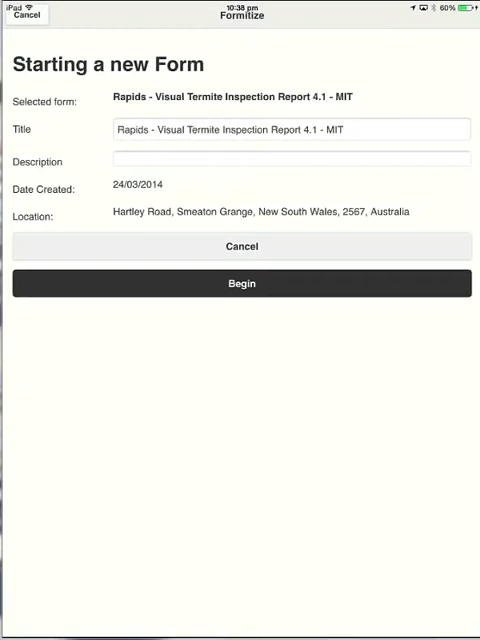 iPad 10:38 pm 60%
Cancel Formitize
Starting a new Form
Selected form: Rapids - Visual Termite Inspection Report 4.1 - MIT
Title Rapids - Visual Termite Inspection Report 4.1 - MIT
Description
Date Created: 24/03/2014
Location: Hartley Road, Smeaton Grange, New South Wales, 2567, Australia
Cancel
Begin